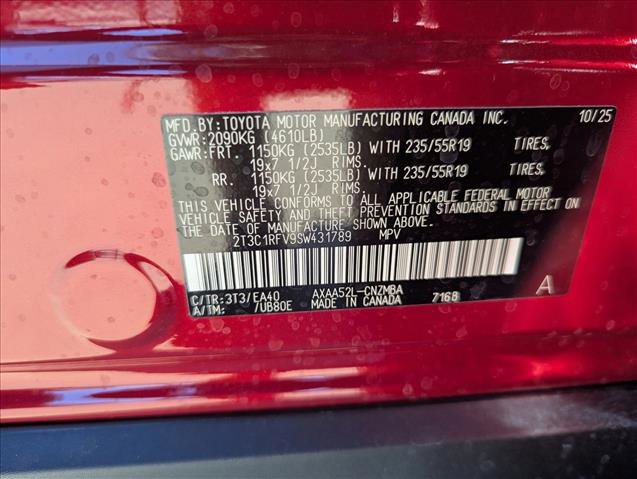 MFD.BY:TOYOTA MOTOR MANUFACTURING CANADA INC. 10/25
GVWR:2090KG (4610LB)
GAWR:FRT. 1150KG (2535LB) WITH 235/55R19 TIRES,
19x7 1/2J RIMS.
RR. 1150KG (2535LB) WITH 235/55R19 TIRES,
19x7 1/2J RIMS.
THIS VEHICLE CONFORMS TO ALL APPLICABLE FEDERAL MOTOR
VEHICLE SAFETY AND THEFT PREVENTION STANDARDS IN EFFECT ON
THE DATE OF MANUFACTURE SHOWN ABOVE.
2T3C1RFV9SW431789 MPV
C/TR:3T3/EA40 AXAA52L-CNZMBA A
A/TM: /UB80E MADE IN CANADA 7168